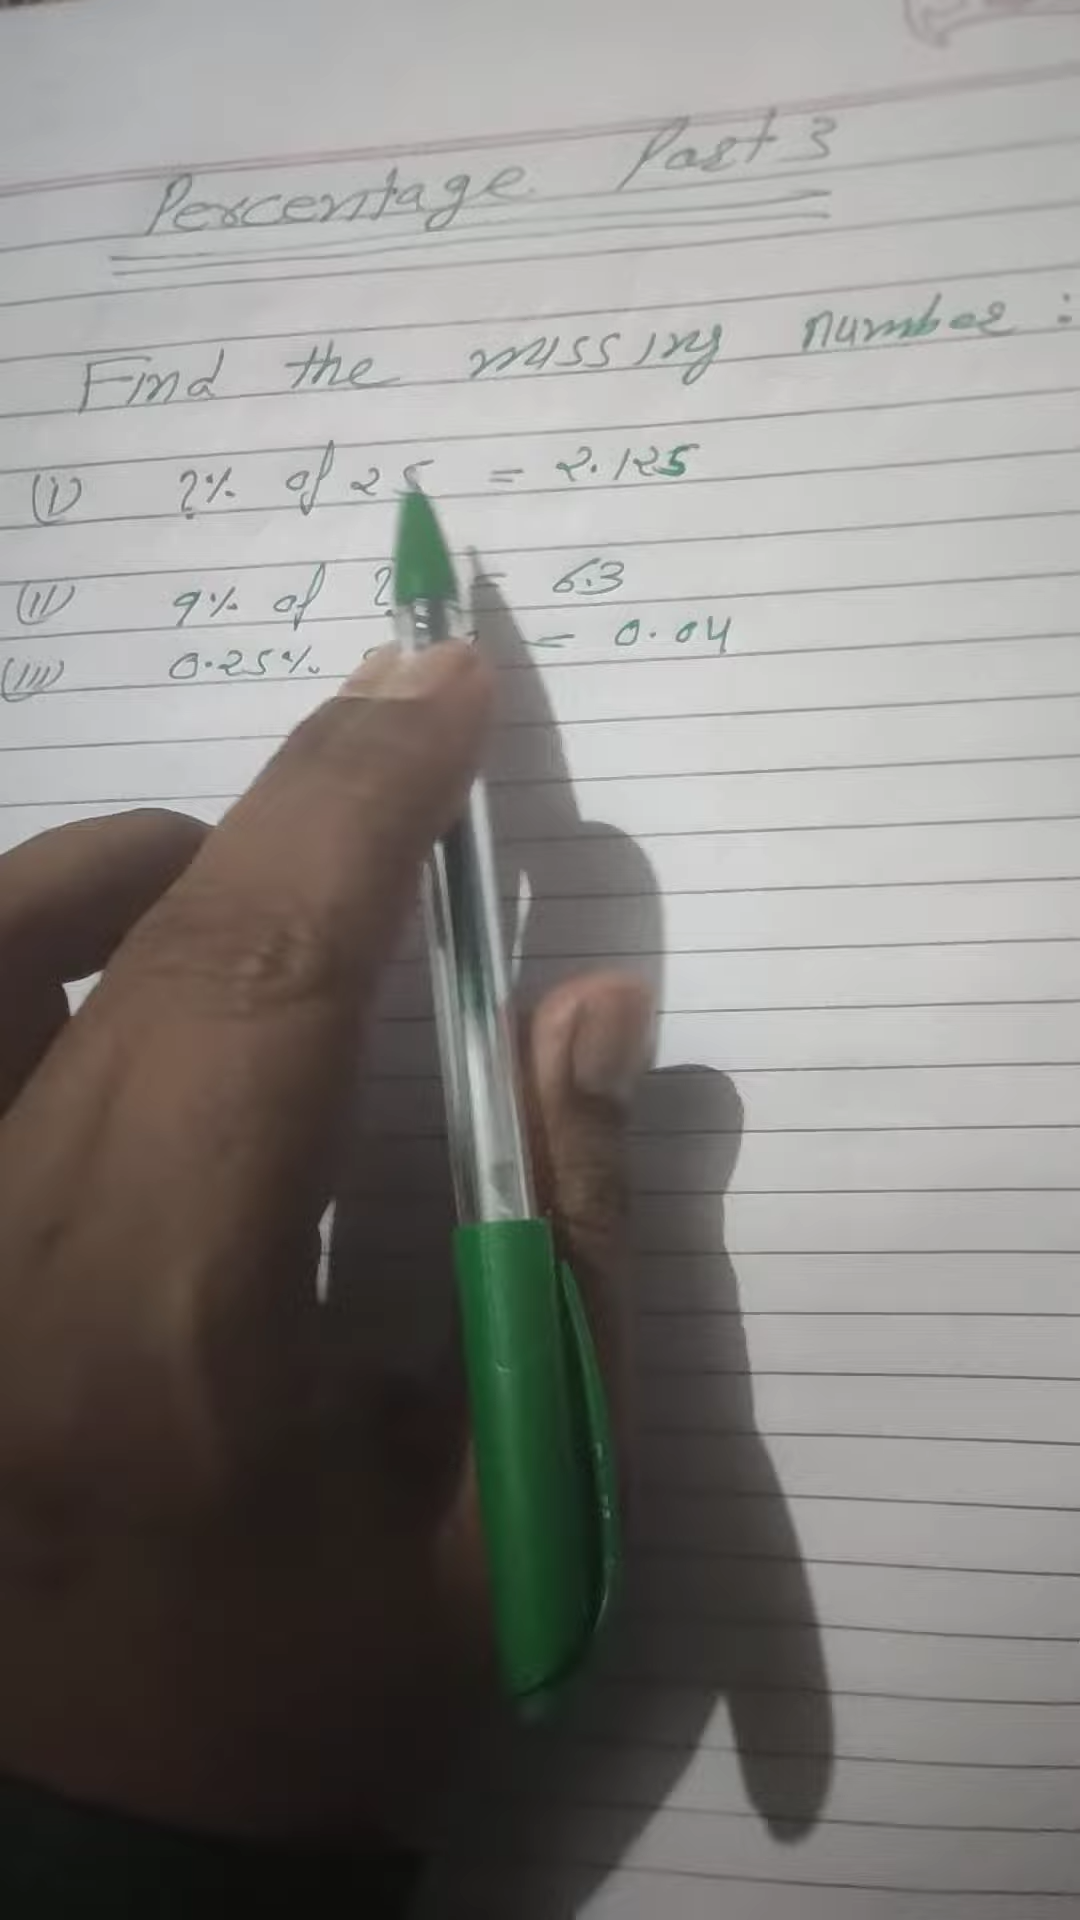 Percentage Part 3
Find the missing number:
(I) ?% of 25 = 2.125
(II) 9% of ? = 6.3
(III) 0.25% = 0.04